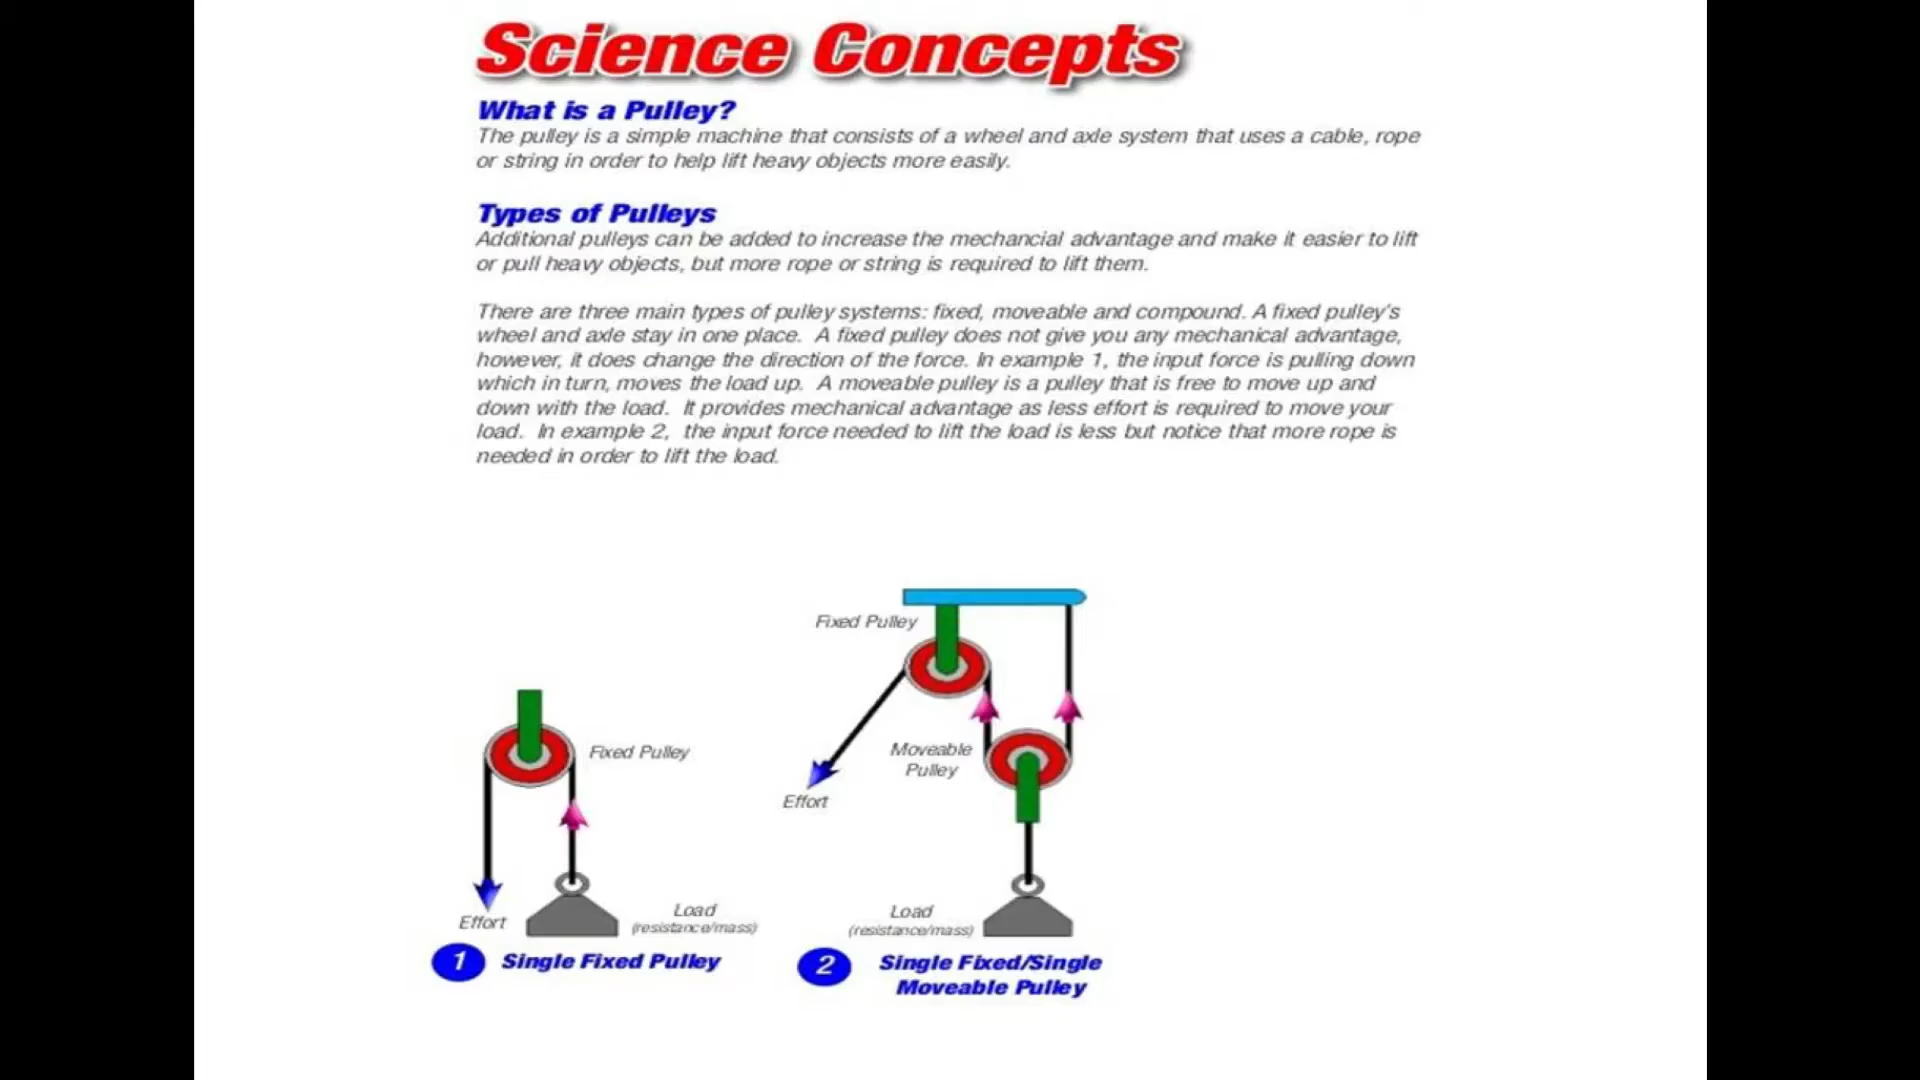 Science Concepts
What is a Pulley?
The pulley is a simple machine that consists of a wheel and axle system that uses a cable, rope
or string in order to help lift heavy objects more easily.
Types of Pulleys
Additional pulleys can be added to increase the mechancial advantage and make it easier to lift
or pull heavy objects, but more rope or string is required to lift them.
There are three main types of pulley systems: fixed, moveable and compound. A fixed pulley's
wheel and axle stay in one place. A fixed pulley does not give you any mechanical advantage,
however, it does change the direction of the force. In example 1, the input force is pulling down
which in turn, moves the load up. A moveable pulley is a pulley that is free to move up and
down with the load. It provides mechanical advantage as less effort is required to move your
load. In example 2, the input force needed to lift the load is less but notice that more rope is
needed in order to lift the load.
Fixed Pulley
Effort
Load
(resistance/mass)
1 Single Fixed Pulley
Fixed Pulley
Moveable
Pulley
Effort
Load
(resistance/mass)
2 Single Fixed/Single
Moveable Pulley